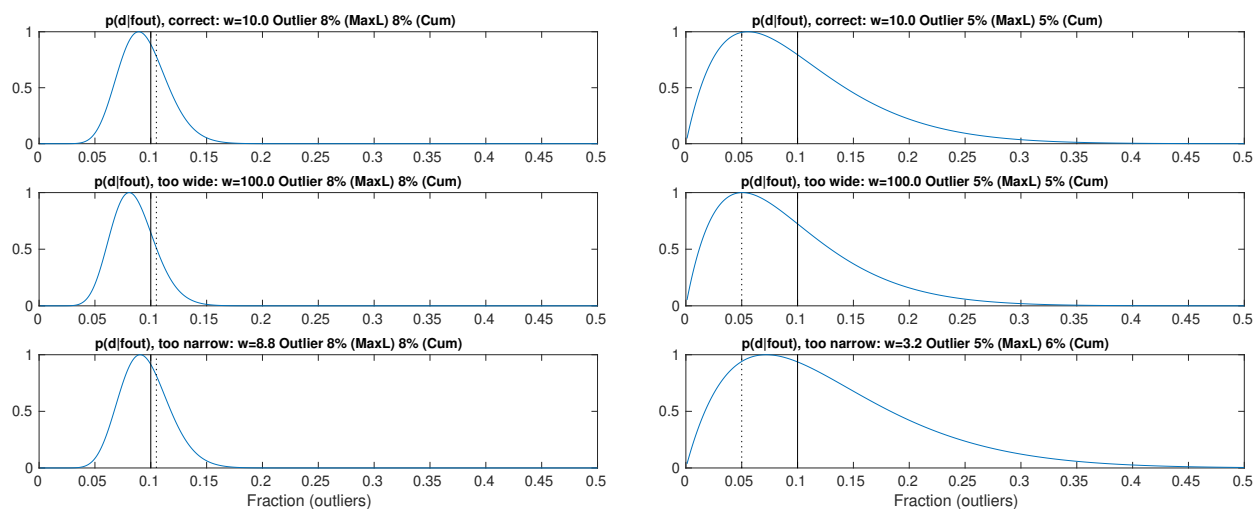 p(d|fout), correct: w=10.0 Outlier 8% (MaxL) 8% (Cum)
1
0.5
0
0 0.05 0.1 0.15 0.2 0.25 0.3 0.35 0.4 0.45 0.5
p(d|fout), too wide: w=100.0 Outlier 8% (MaxL) 8% (Cum)
1
0.5
0
0 0.05 0.1 0.15 0.2 0.25 0.3 0.35 0.4 0.45 0.5
p(d|fout), too narrow: w=8.8 Outlier 8% (MaxL) 8% (Cum)
1
0.5
0
0 0.05 0.1 0.15 0.2 0.25 0.3 0.35 0.4 0.45 0.5
Fraction (outliers)
p(d|fout), correct: w=10.0 Outlier 5% (MaxL) 5% (Cum)
1
0.5
0
0 0.05 0.1 0.15 0.2 0.25 0.3 0.35 0.4 0.45 0.5
p(d|fout), too wide: w=100.0 Outlier 5% (MaxL) 5% (Cum)
1
0.5
0
0 0.05 0.1 0.15 0.2 0.25 0.3 0.35 0.4 0.45 0.5
p(d|fout), too narrow: w=3.2 Outlier 5% (MaxL) 6% (Cum)
1
0.5
0
0 0.05 0.1 0.15 0.2 0.25 0.3 0.35 0.4 0.45 0.5
Fraction (outliers)